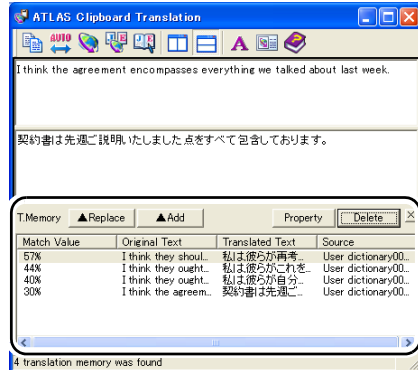 ATLAS Clipboard Translation
AUTO A
I think the agreement encompasses everything we talked about last week.
契約書は先週ご説明いたしました点をすべて包含しております。
T.Memory ▲Replace ▲Add Property Delete ×
Match Value Original Text Translated Text Source
57% I think they shoul... 私は彼らが再考... User dictionary00...
44% I think they ought... 私は彼らがこれを... User dictionary00...
40% I think they ought... 私は彼らが自分... User dictionary00...
30% I think the agreem... 契約書は先週ご... User dictionary00...
4 translation memory was found